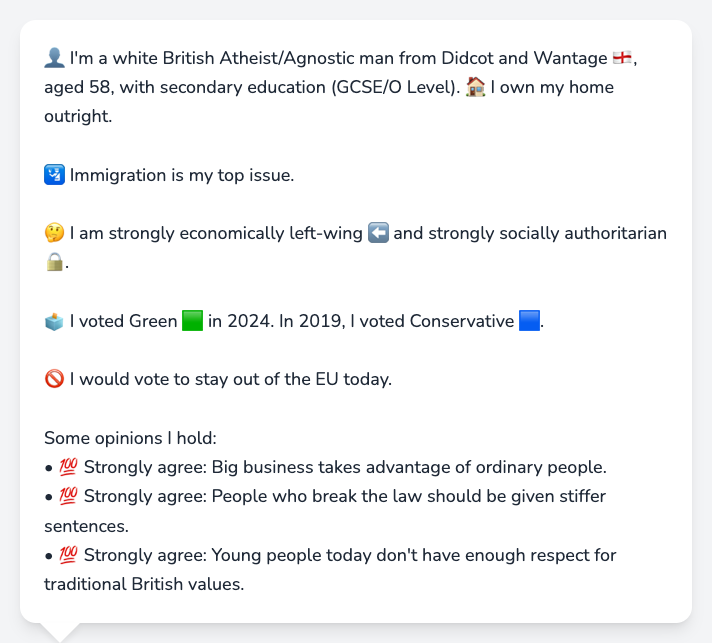 👤 I'm a white British Atheist/Agnostic man from Didcot and Wantage 🏴󠁧󠁢󠁥󠁮󠁧󠁿,
aged 58, with secondary education (GCSE/O Level). 🏠 I own my home
outright.
🛂 Immigration is my top issue.
🤔 I am strongly economically left-wing ⬅️ and strongly socially authoritarian
🔒.
🗳️ I voted Green 🟩 in 2024. In 2019, I voted Conservative 🟦.
🚫 I would vote to stay out of the EU today.
Some opinions I hold:
• 💯 Strongly agree: Big business takes advantage of ordinary people.
• 💯 Strongly agree: People who break the law should be given stiffer
sentences.
• 💯 Strongly agree: Young people today don't have enough respect for
traditional British values.